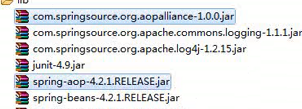 lib
com.springsource.org.aopalliance-1.0.0.jar
com.springsource.org.apache.commons.logging-1.1.1.jar
com.springsource.org.apache.log4j-1.2.15.jar
junit-4.9.jar
spring-aop-4.2.1.RELEASE.jar
spring-beans-4.2.1.RELEASE.jar